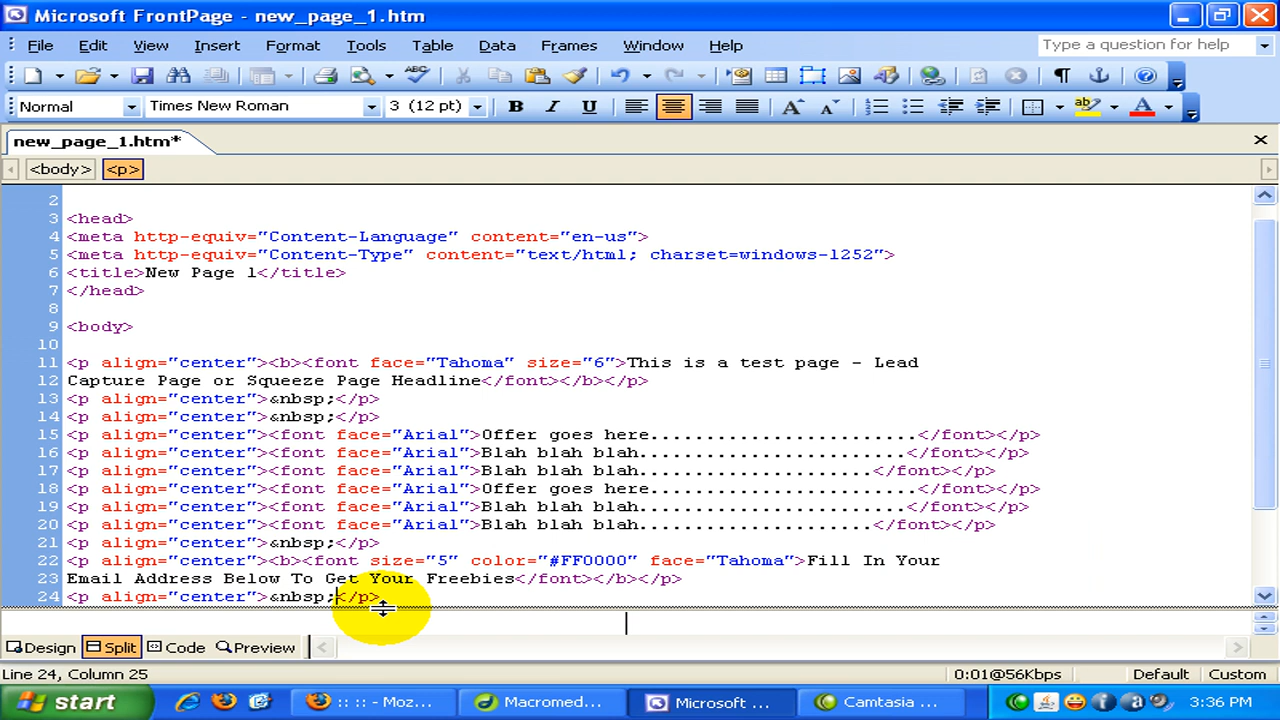 Microsoft FrontPage - new_page_1.htm
File Edit View Insert Format Tools Table Data Frames Window Help Type a question for help
Normal Times New Roman 3 (12 pt) B I U A A A
new_page_1.htm*
<body> <p>
2
3 <head>
4 <meta http-equiv="Content-Language" content="en-us">
5 <meta http-equiv="Content-Type" content="text/html; charset=windows-1252">
6 <title>New Page 1</title>
7 </head>
8
9 <body>
10
11 <p align="center"><b><font face="Tahoma" size="6">This is a test page - Lead
12 Capture Page or Squeeze Page Headline</font></b></p>
13 <p align="center">&nbsp;</p>
14 <p align="center">&nbsp;</p>
15 <p align="center"><font face="Arial">Offer goes here........................</font></p>
16 <p align="center"><font face="Arial">Blah blah blah........................</font></p>
17 <p align="center"><font face="Arial">Blah blah blah.....................</font></p>
18 <p align="center"><font face="Arial">Offer goes here........................</font></p>
19 <p align="center"><font face="Arial">Blah blah blah........................</font></p>
20 <p align="center"><font face="Arial">Blah blah blah.....................</font></p>
21 <p align="center">&nbsp;</p>
22 <p align="center"><b><font size="5" color="#FF0000" face="Tahoma">Fill In Your
23 Email Address Below To Get Your Freebies</font></b></p>
24 <p align="center">&nbsp;</p>
Design Split Code Preview
Line 24, Column 25 0:01@56Kbps Default Custom
start :: :: - Moz... Macromed... Microsoft ... Camtasia ... 3:36 PM